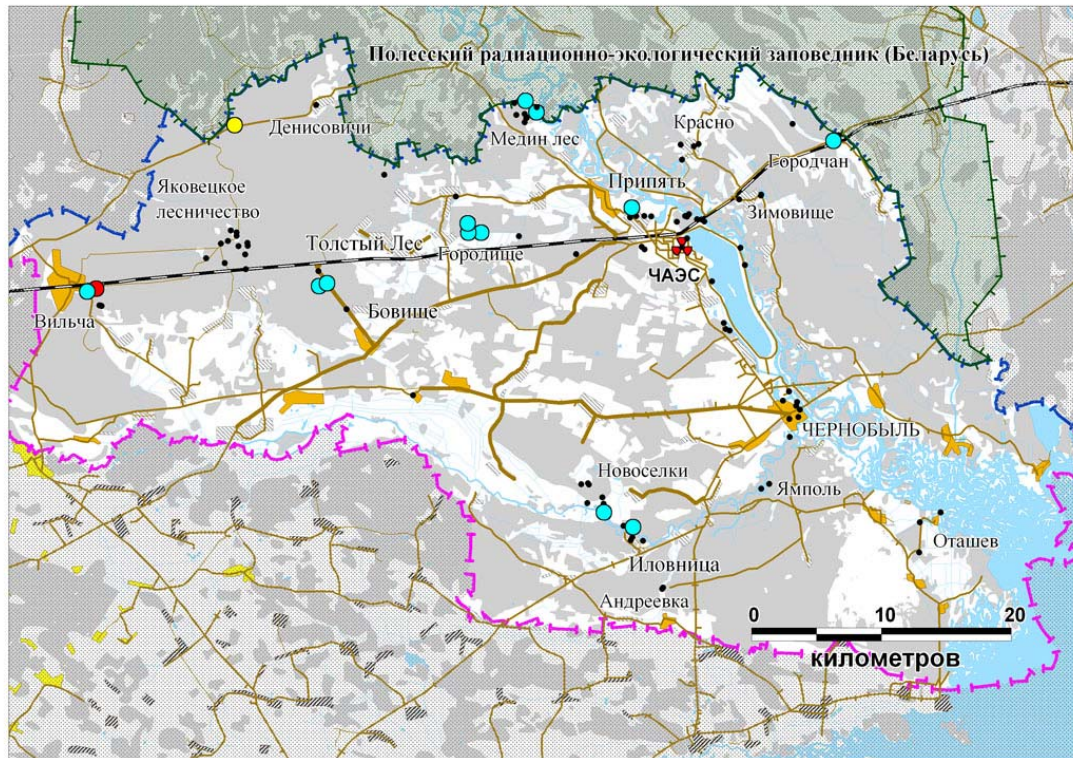 Полесский радиационно-экологический заповедник (Беларусь)
Денисовичи
Медин лес
Красно
Городчан
Яковецкое
лесничество
Припять
Зимовище
Толстый Лес
Городище
ЧАЭС
Вильча
Бовище
ЧЕРНОБЫЛЬ
Новоселки
Ямполь
Оташев
Иловница
Андреевка
0 10 20
километров